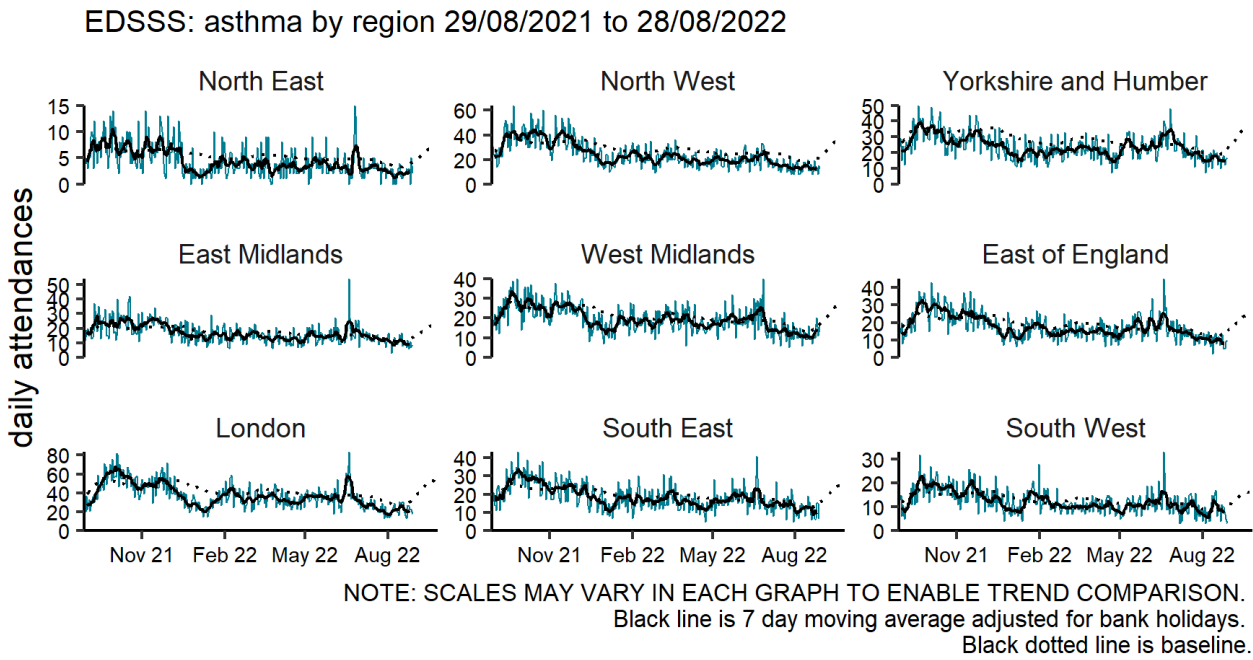 EDSSS: asthma by region 29/08/2021 to 28/08/2022
North East
North West
Yorkshire and Humber
15
10
5
0
60
40
20
0
50
40
30
20
10
0
daily attendances
East Midlands
West Midlands
East of England
50
40
30
20
10
0
40
30
20
10
0
40
30
20
10
0
London
South East
South West
80
60
40
20
0
40
30
20
10
0
30
20
10
0
Nov 21 Feb 22 May 22 Aug 22
Nov 21 Feb 22 May 22 Aug 22
Nov 21 Feb 22 May 22 Aug 22
NOTE: SCALES MAY VARY IN EACH GRAPH TO ENABLE TREND COMPARISON.
Black line is 7 day moving average adjusted for bank holidays.
Black dotted line is baseline.